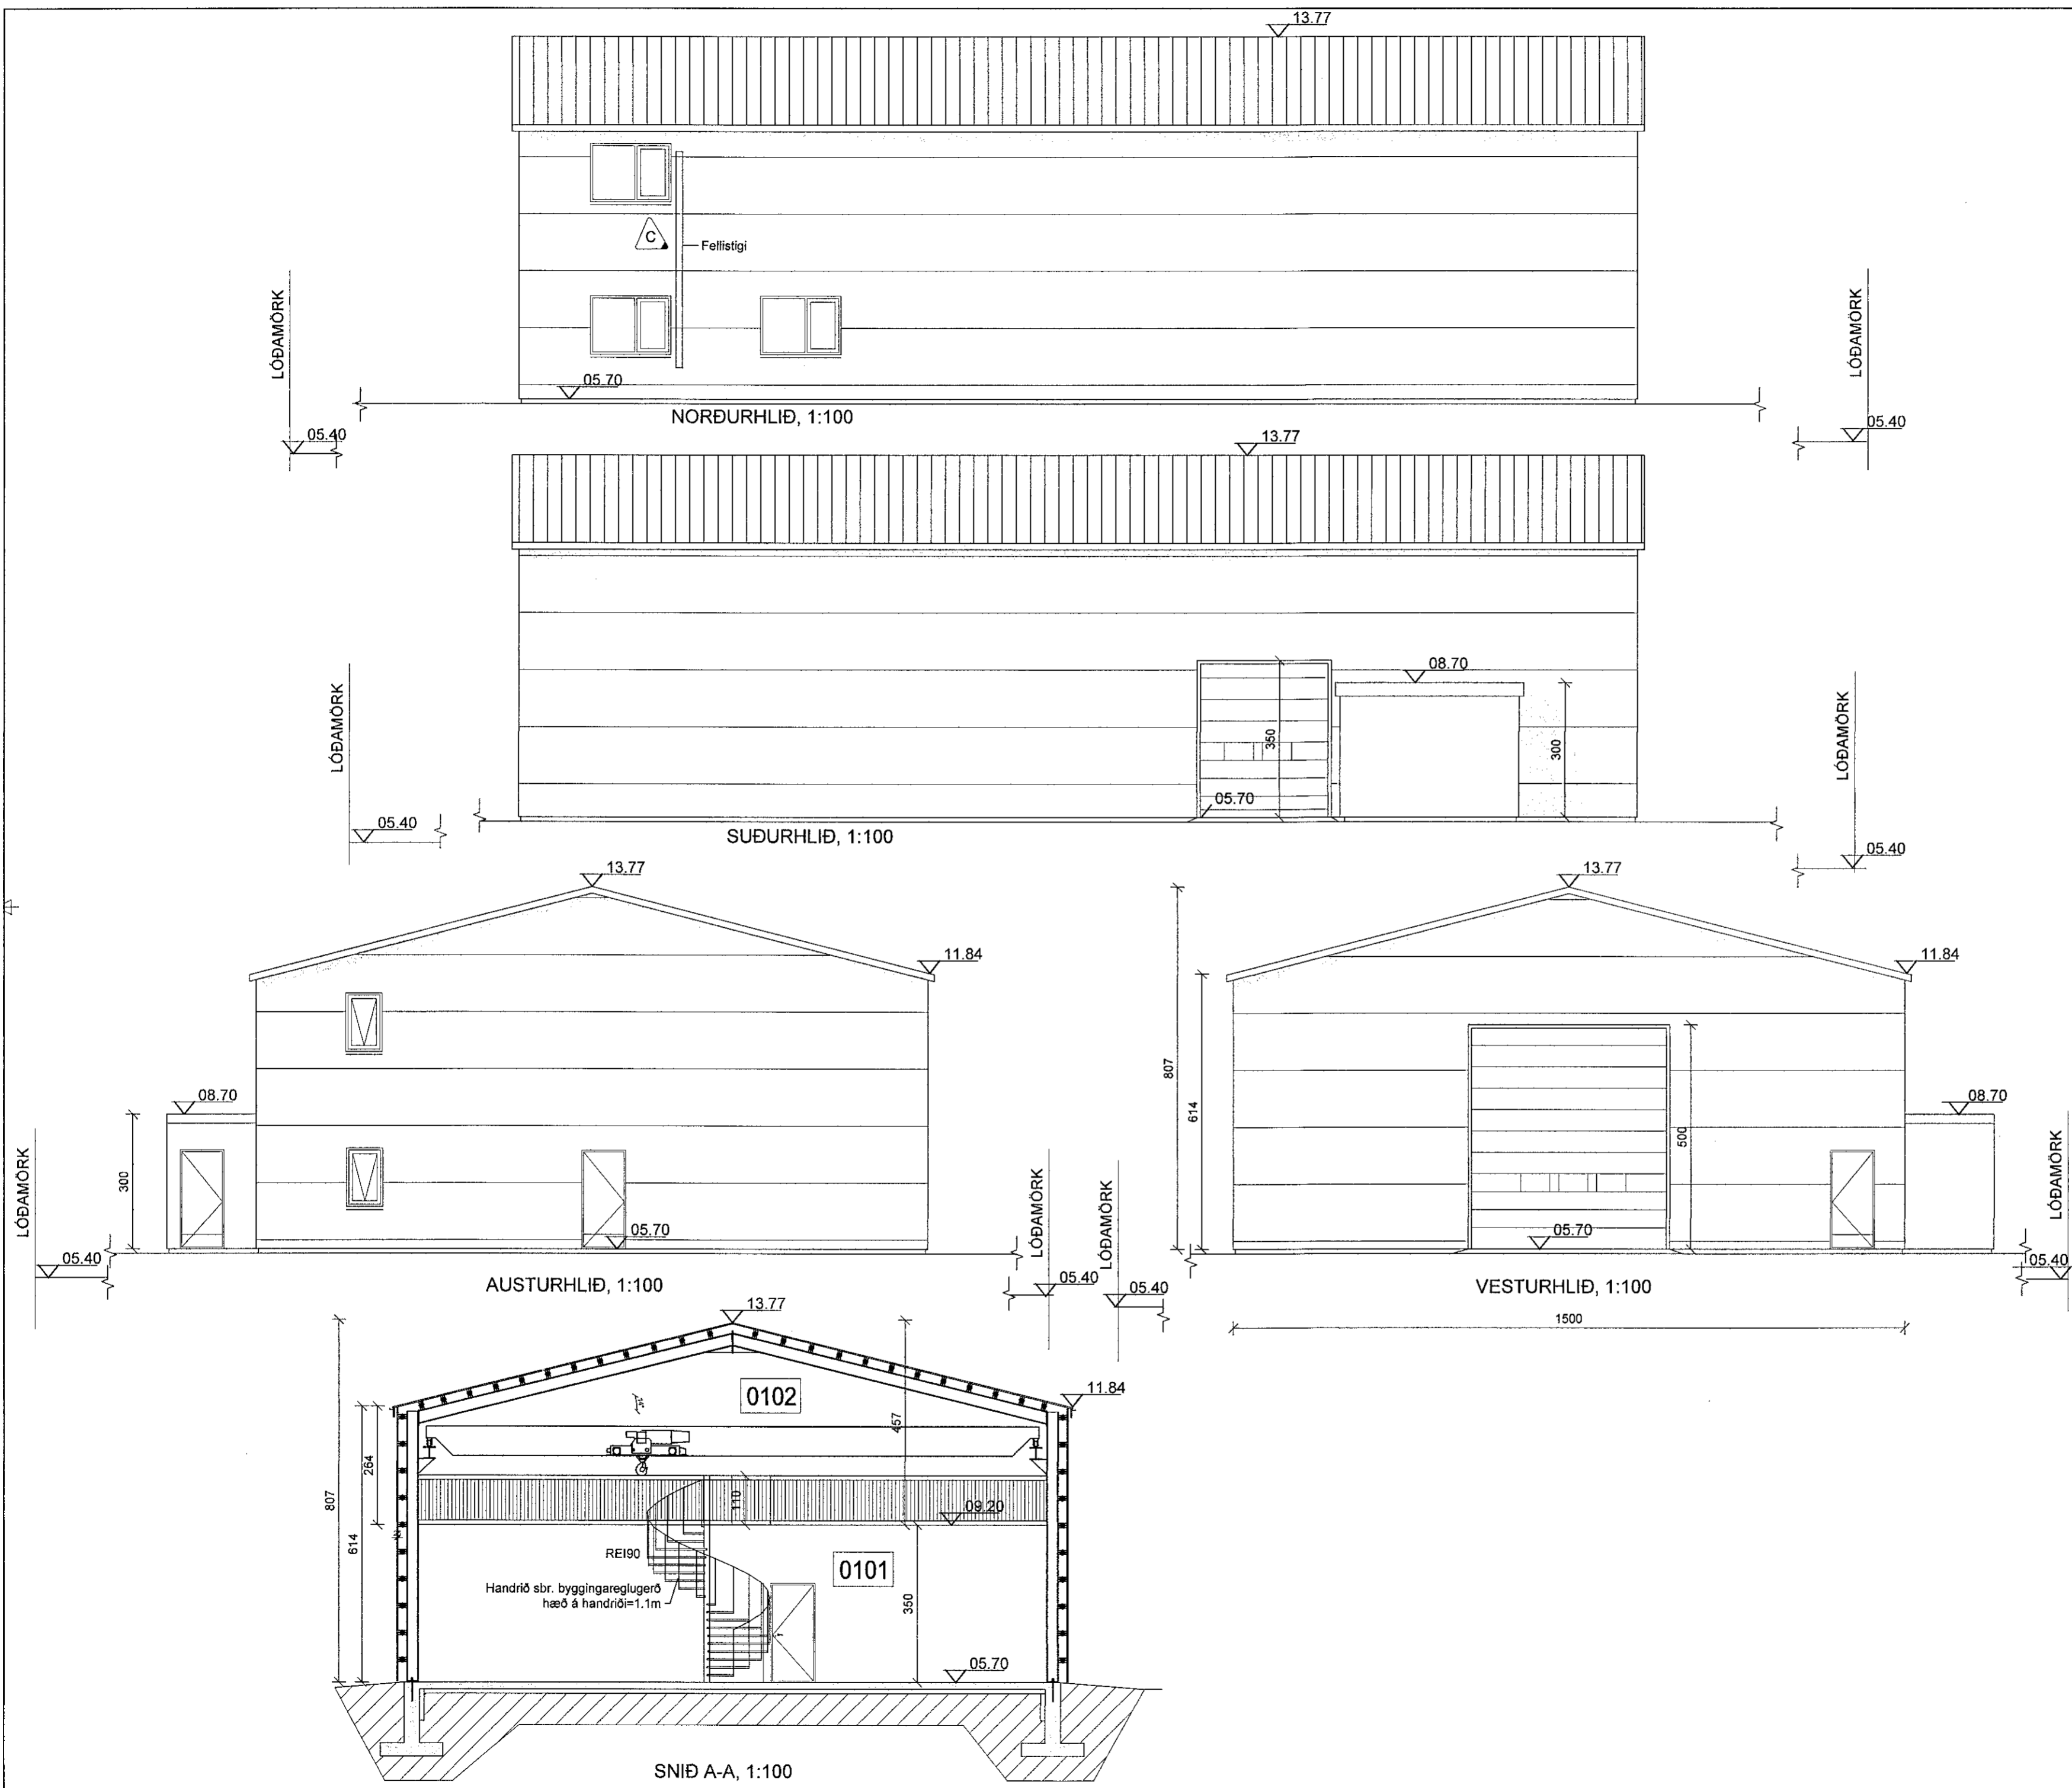 13.77
C
Fellistigi
LÓÐAMÖRK
LÓÐAMÖRK
05.70
05.40
05.40
NORÐURHLIÐ, 1:100
13.77
LÓÐAMÖRK
LÓÐAMÖRK
08.70
350
300
05.70
05.40
05.40
SUÐURHLIÐ, 1:100
13.77
11.84
08.70
300
LÓÐAMÖRK
LÓÐAMÖRK
05.70
05.40
05.40
AUSTURHLIÐ, 1:100
13.77
11.84
807
614
500
08.70
LÓÐAMÖRK
LÓÐAMÖRK
05.70
05.40
05.40
VESTURHLIÐ, 1:100
1500
13.77
11.84
0102
457
264
807
614
110
09.20
REI90
0101
Handrið sbr. byggingareglugerð
hæð á handriði=1.1m
350
05.70
SNIÐ A-A, 1:100